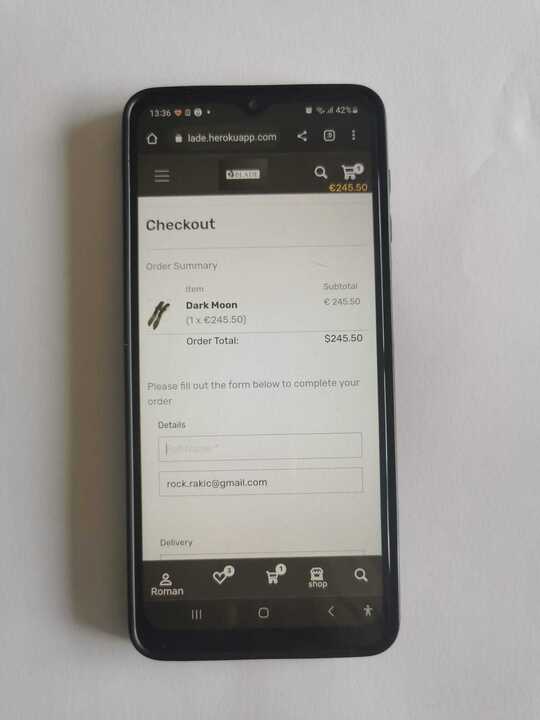 13:36
42%
lade.herokuapp.com
BLADE
1
€245.50
Checkout
Order Summary
Item Subtotal
Dark Moon € 245.50
(1 x €245.50)
Order Total: $245.50
Please fill out the form below to complete your
order
Details
Full Name *
rock.rakic@gmail.com
Delivery
3 1
Roman shop